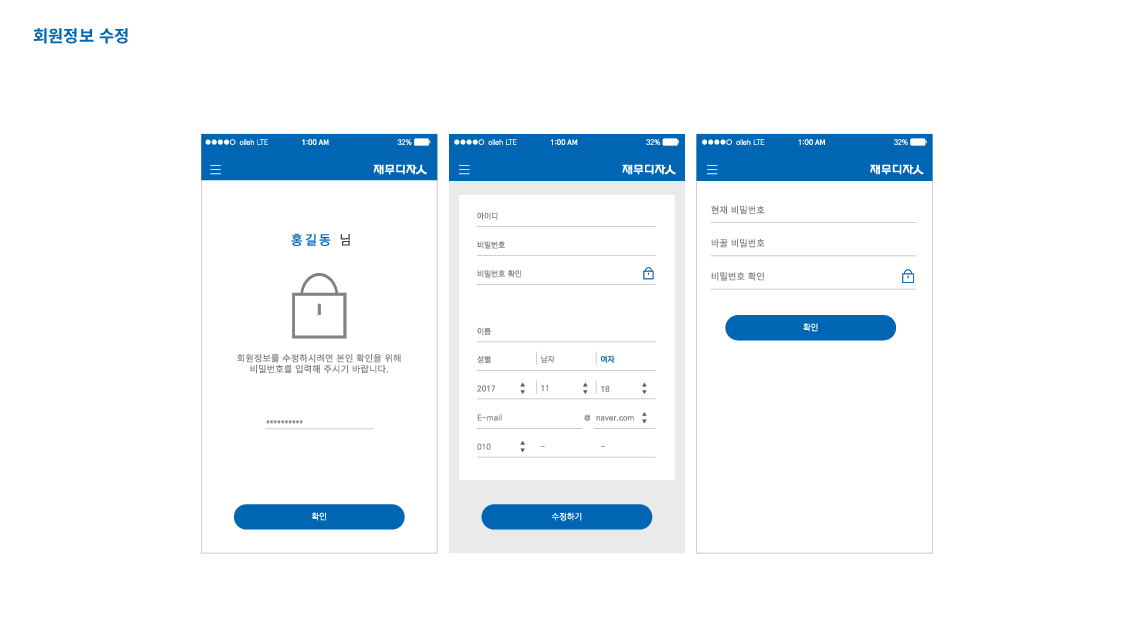 회원정보 수정
olleh LTE 1:00 AM 32%
재무디자人
홍길동 님
회원정보를 수정하시려면 본인 확인을 위해
비밀번호를 입력해 주시기 바랍니다.
**********
확인
olleh LTE 1:00 AM 32%
재무디자人
아이디
비밀번호
비밀번호 확인
이름
성별 남자 여자
2017 11 18
E-mail @ naver.com
010 - -
수정하기
olleh LTE 1:00 AM 32%
재무디자人
현재 비밀번호
바꿀 비밀번호
비밀번호 확인
확인